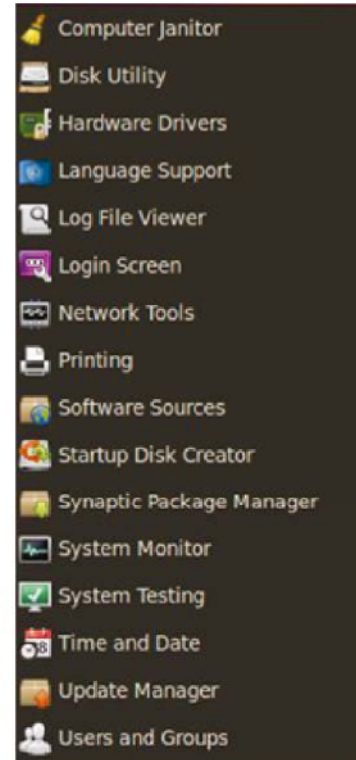 Computer Janitor
Disk Utility
Hardware Drivers
Language Support
Log File Viewer
Login Screen
Network Tools
Printing
Software Sources
Startup Disk Creator
Synaptic Package Manager
System Monitor
System Testing
Time and Date
Update Manager
Users and Groups